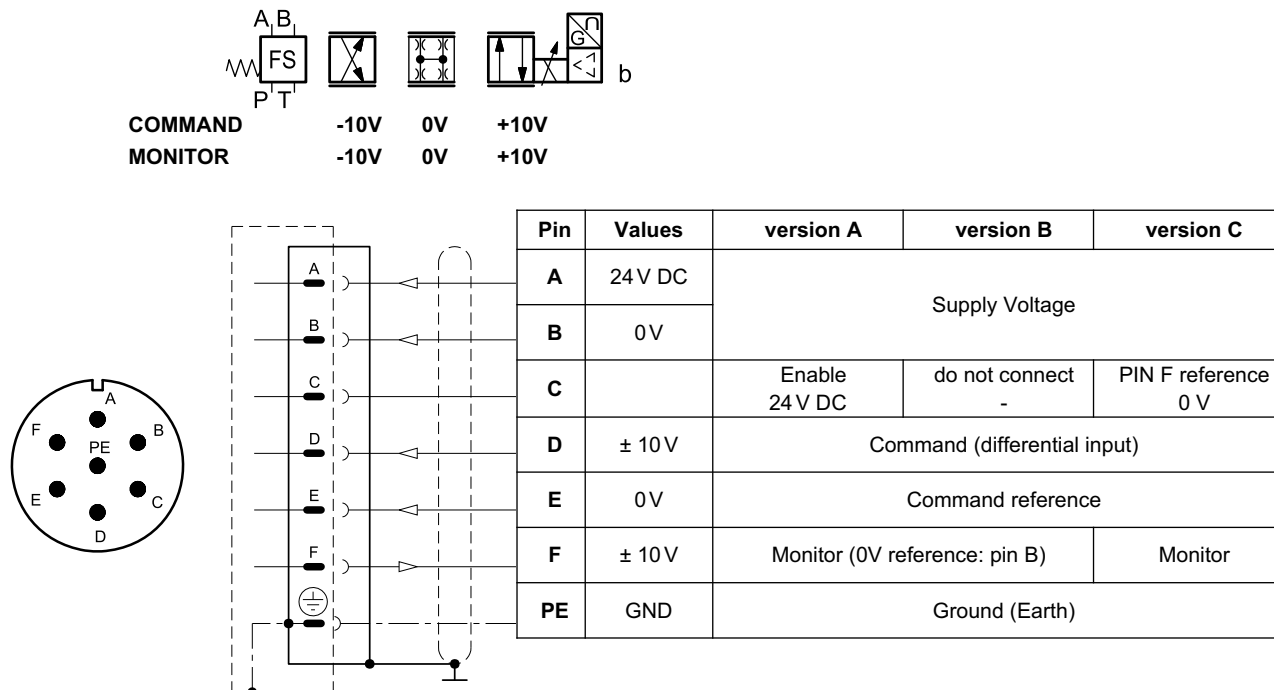 A B
FS
P T
G
b
COMMAND -10V 0V +10V
MONITOR -10V 0V +10V
Pin Values version A version B version C
A 24 V DC Supply Voltage
B 0 V
C Enable 24 V DC do not connect - PIN F reference 0 V
D ± 10 V Command (differential input)
E 0 V Command reference
F ± 10 V Monitor (0V reference: pin B) Monitor
PE GND Ground (Earth)
A
B
C
D
E
F
A
F B
PE
E C
D